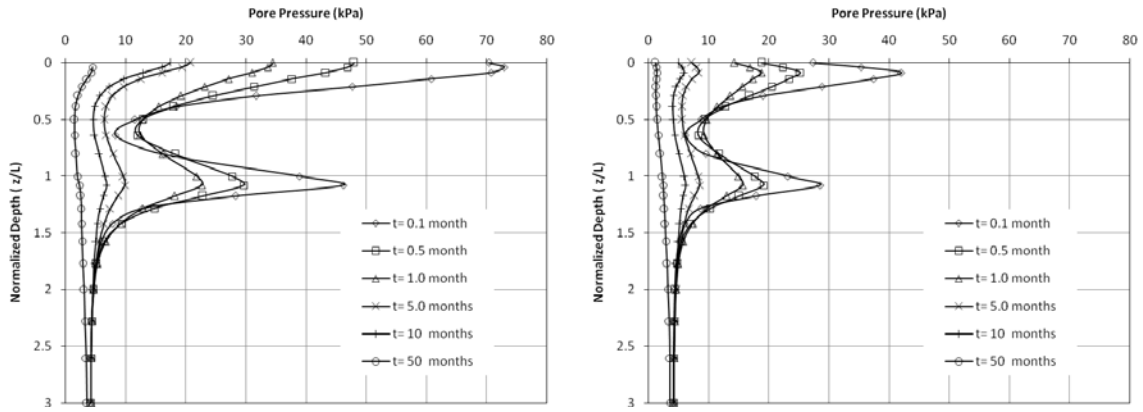 Pore Pressure (kPa)
0 10 20 30 40 50 60 70 80
0
0.5
1
1.5
2
2.5
3
Normalized Depth ( z/L)
t= 0.1 month
t= 0.5 month
t= 1.0 month
t= 5.0 months
t= 10 months
t= 50 months
Pore Pressure (kPa)
0 10 20 30 40 50 60 70 80
0
0.5
1
1.5
2
2.5
3
Normalized Depth ( z/L)
t= 0.1 month
t= 0.5 month
t= 1.0 month
t= 5.0 months
t= 10 months
t= 50 months